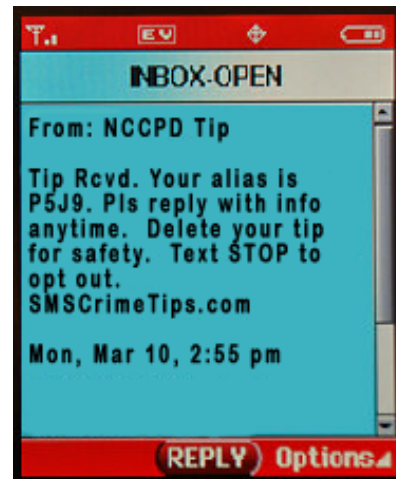 EV
INBOX-OPEN
From: NCCPD Tip
Tip Rcvd. Your alias is
P5J9. Pls reply with info
anytime. Delete your tip
for safety. Text STOP to
opt out.
SMSCrimeTips.com
Mon, Mar 10, 2:55 pm
REPLY Options